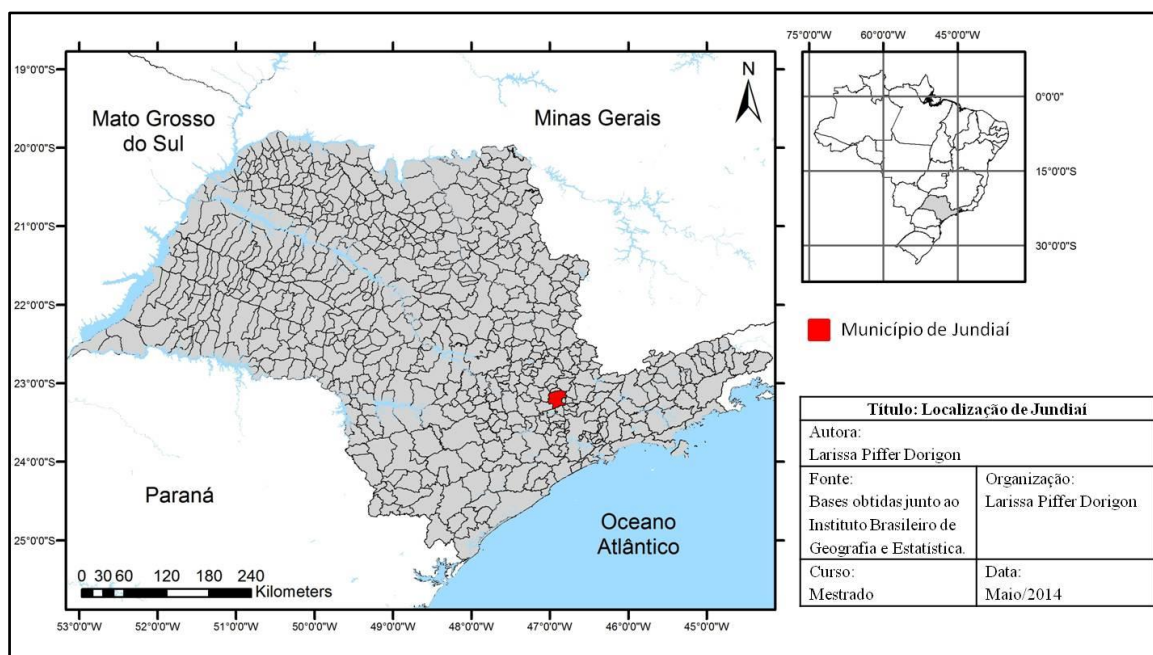 75°0'0"W 60°0'0"W 45°0'0"W
19°0'0"S
20°0'0"S
21°0'0"S
22°0'0"S
23°0'0"S
24°0'0"S
25°0'0"S
Mato Grosso
do Sul
Minas Gerais
N
Paraná
Oceano
Atlântico
0 30 60 120 180 240
Kilometers
53°0'0"W 52°0'0"W 51°0'0"W 50°0'0"W 49°0'0"W 48°0'0"W 47°0'0"W 46°0'0"W 45°0'0"W
0°0'0"
15°0'0"S
30°0'0"S
Município de Jundiaí
Título: Localização de Jundiaí
Autora:
Larissa Piffer Dorigon
Fonte:
Bases obtidas junto ao
Instituto Brasileiro de
Geografia e Estatística.
Organização:
Larissa Piffer Dorigon
Curso:
Mestrado
Data:
Maio/2014